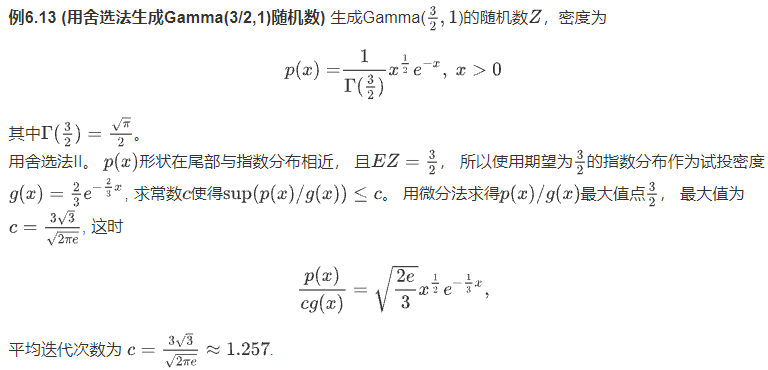 例6.13 (用舍选法生成Gamma(3/2,1)随机数) 生成Gamma($\frac{3}{2}$, 1)的随机数$Z$，密度为
$p(x) = \frac{1}{\Gamma(\frac{3}{2})} x^{\frac{1}{2}} e^{-x}, \ x > 0$
其中$\Gamma(\frac{3}{2}) = \frac{\sqrt{\pi}}{2}$。
用舍选法II。 $p(x)$形状在尾部与指数分布相近， 且$EZ = \frac{3}{2}$， 所以使用期望为$\frac{3}{2}$的指数分布作为试投密度
$g(x) = \frac{2}{3} e^{-\frac{2}{3}x}$, 求常数$c$使得$\sup(p(x)/g(x)) \leq c$。 用微分法求得$p(x)/g(x)$最大值点$\frac{3}{2}$， 最大值为
$c = \frac{3\sqrt{3}}{\sqrt{2\pi e}}$, 这时
$\frac{p(x)}{cg(x)} = \sqrt{\frac{2e}{3}} x^{\frac{1}{2}} e^{-\frac{1}{3}x},$
平均迭代次数为 $c = \frac{3\sqrt{3}}{\sqrt{2\pi e}} \approx 1.257$.